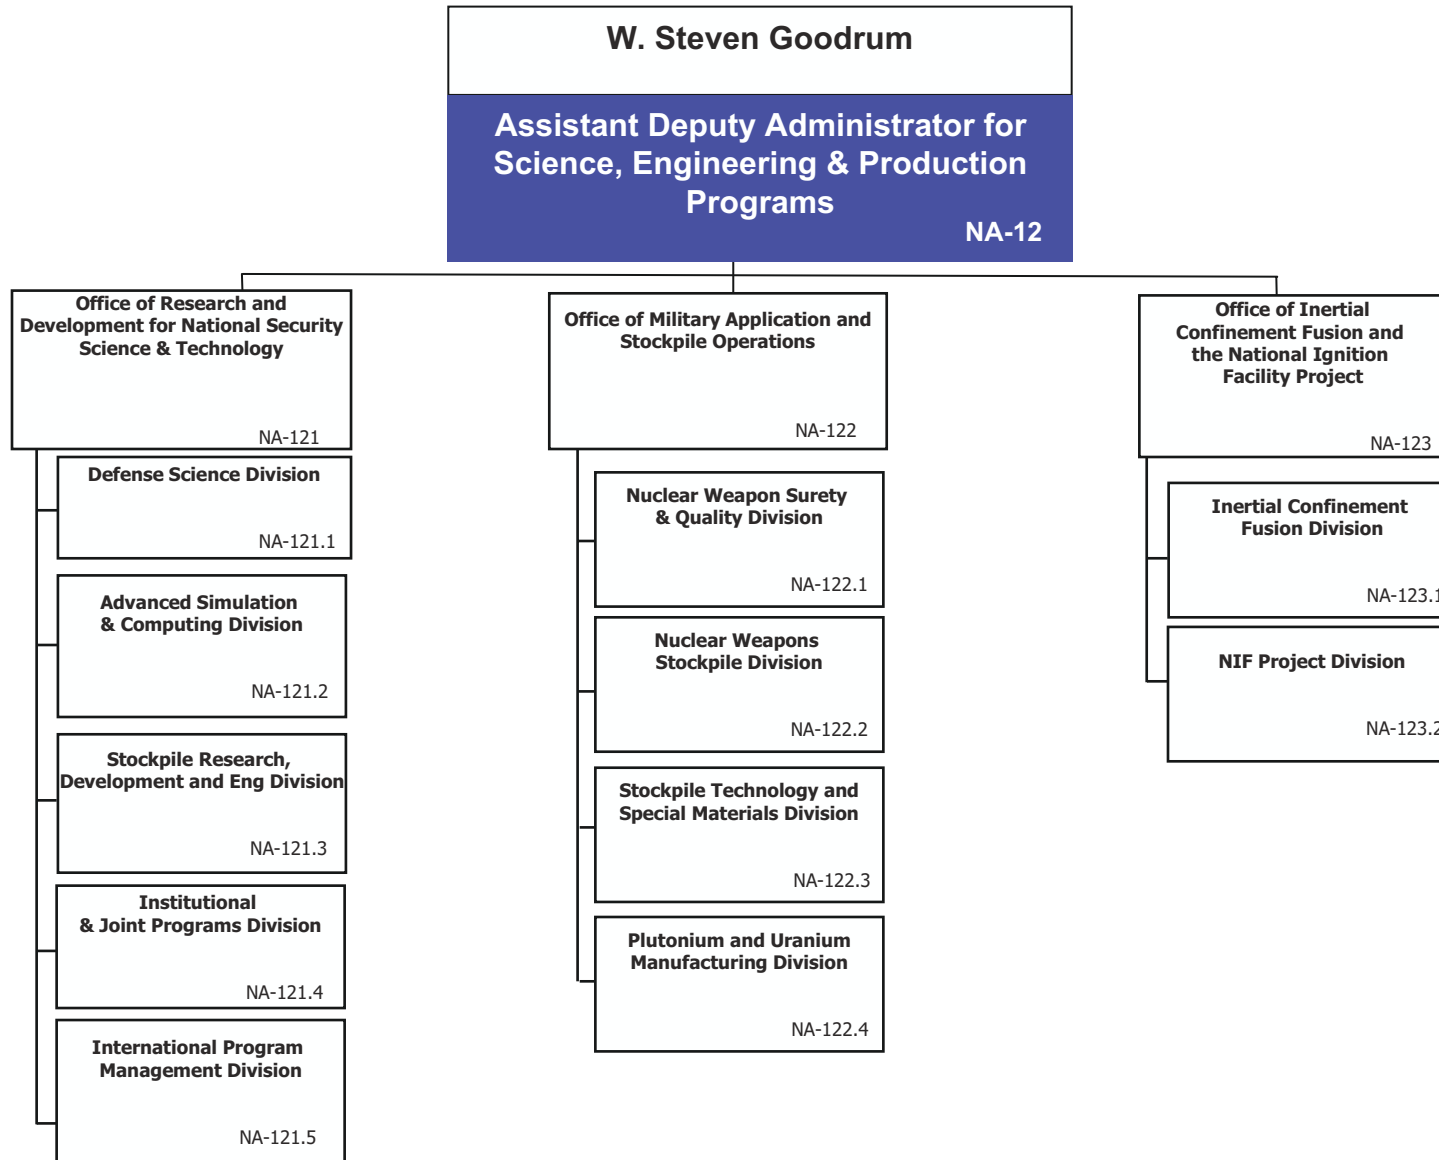 W. Steven Goodrum
Assistant Deputy Administrator for
Science, Engineering & Production
Programs
NA-12
Office of Research and
Development for National Security
Science & Technology
NA-121
Defense Science Division
NA-121.1
Advanced Simulation
& Computing Division
NA-121.2
Stockpile Research,
Development and Eng Division
NA-121.3
Institutional
& Joint Programs Division
NA-121.4
International Program
Management Division
NA-121.5
Office of Military Application and
Stockpile Operations
NA-122
Nuclear Weapon Surety
& Quality Division
NA-122.1
Nuclear Weapons
Stockpile Division
NA-122.2
Stockpile Technology and
Special Materials Division
NA-122.3
Plutonium and Uranium
Manufacturing Division
NA-122.4
Office of Inertial
Confinement Fusion and
the National Ignition
Facility Project
NA-123
Inertial Confinement
Fusion Division
NA-123.1
NIF Project Division
NA-123.2